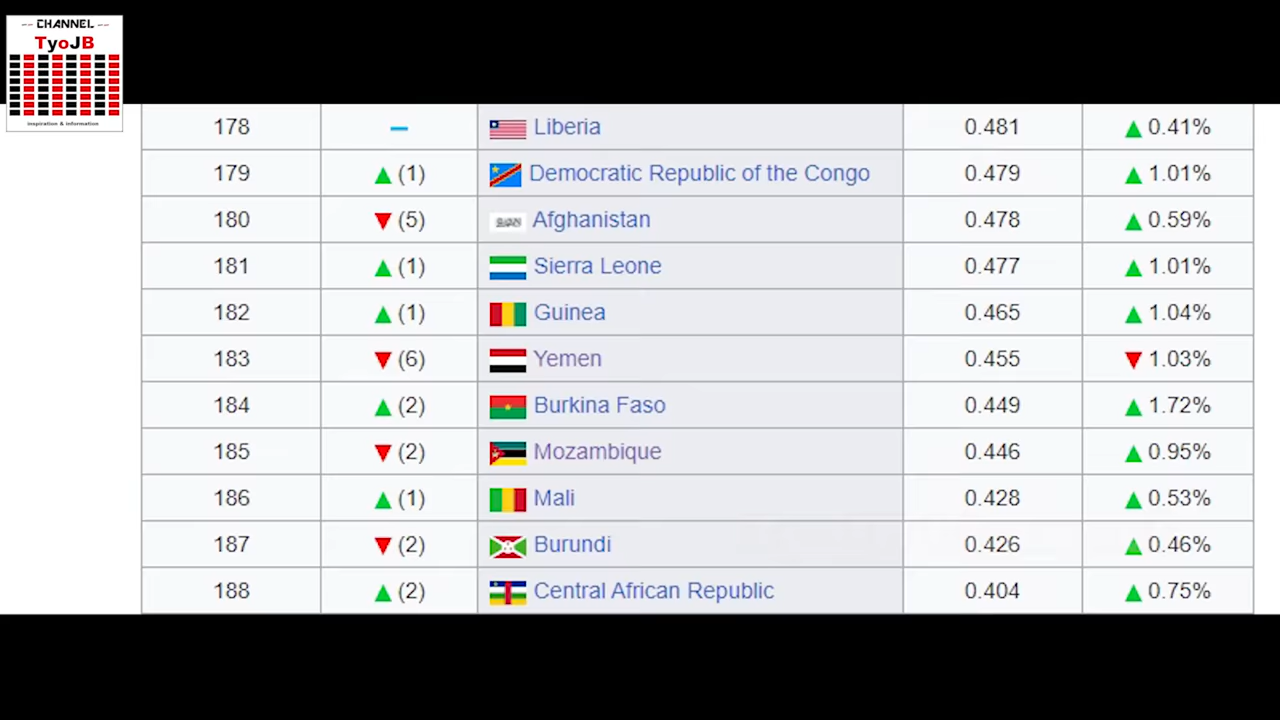 -- CHANNEL --
TyoJB
inspiration & information
178 – Liberia 0.481 ▲ 0.41%
179 ▲ (1) Democratic Republic of the Congo 0.479 ▲ 1.01%
180 ▼ (5) Afghanistan 0.478 ▲ 0.59%
181 ▲ (1) Sierra Leone 0.477 ▲ 1.01%
182 ▲ (1) Guinea 0.465 ▲ 1.04%
183 ▼ (6) Yemen 0.455 ▼ 1.03%
184 ▲ (2) Burkina Faso 0.449 ▲ 1.72%
185 ▼ (2) Mozambique 0.446 ▲ 0.95%
186 ▲ (1) Mali 0.428 ▲ 0.53%
187 ▼ (2) Burundi 0.426 ▲ 0.46%
188 ▲ (2) Central African Republic 0.404 ▲ 0.75%